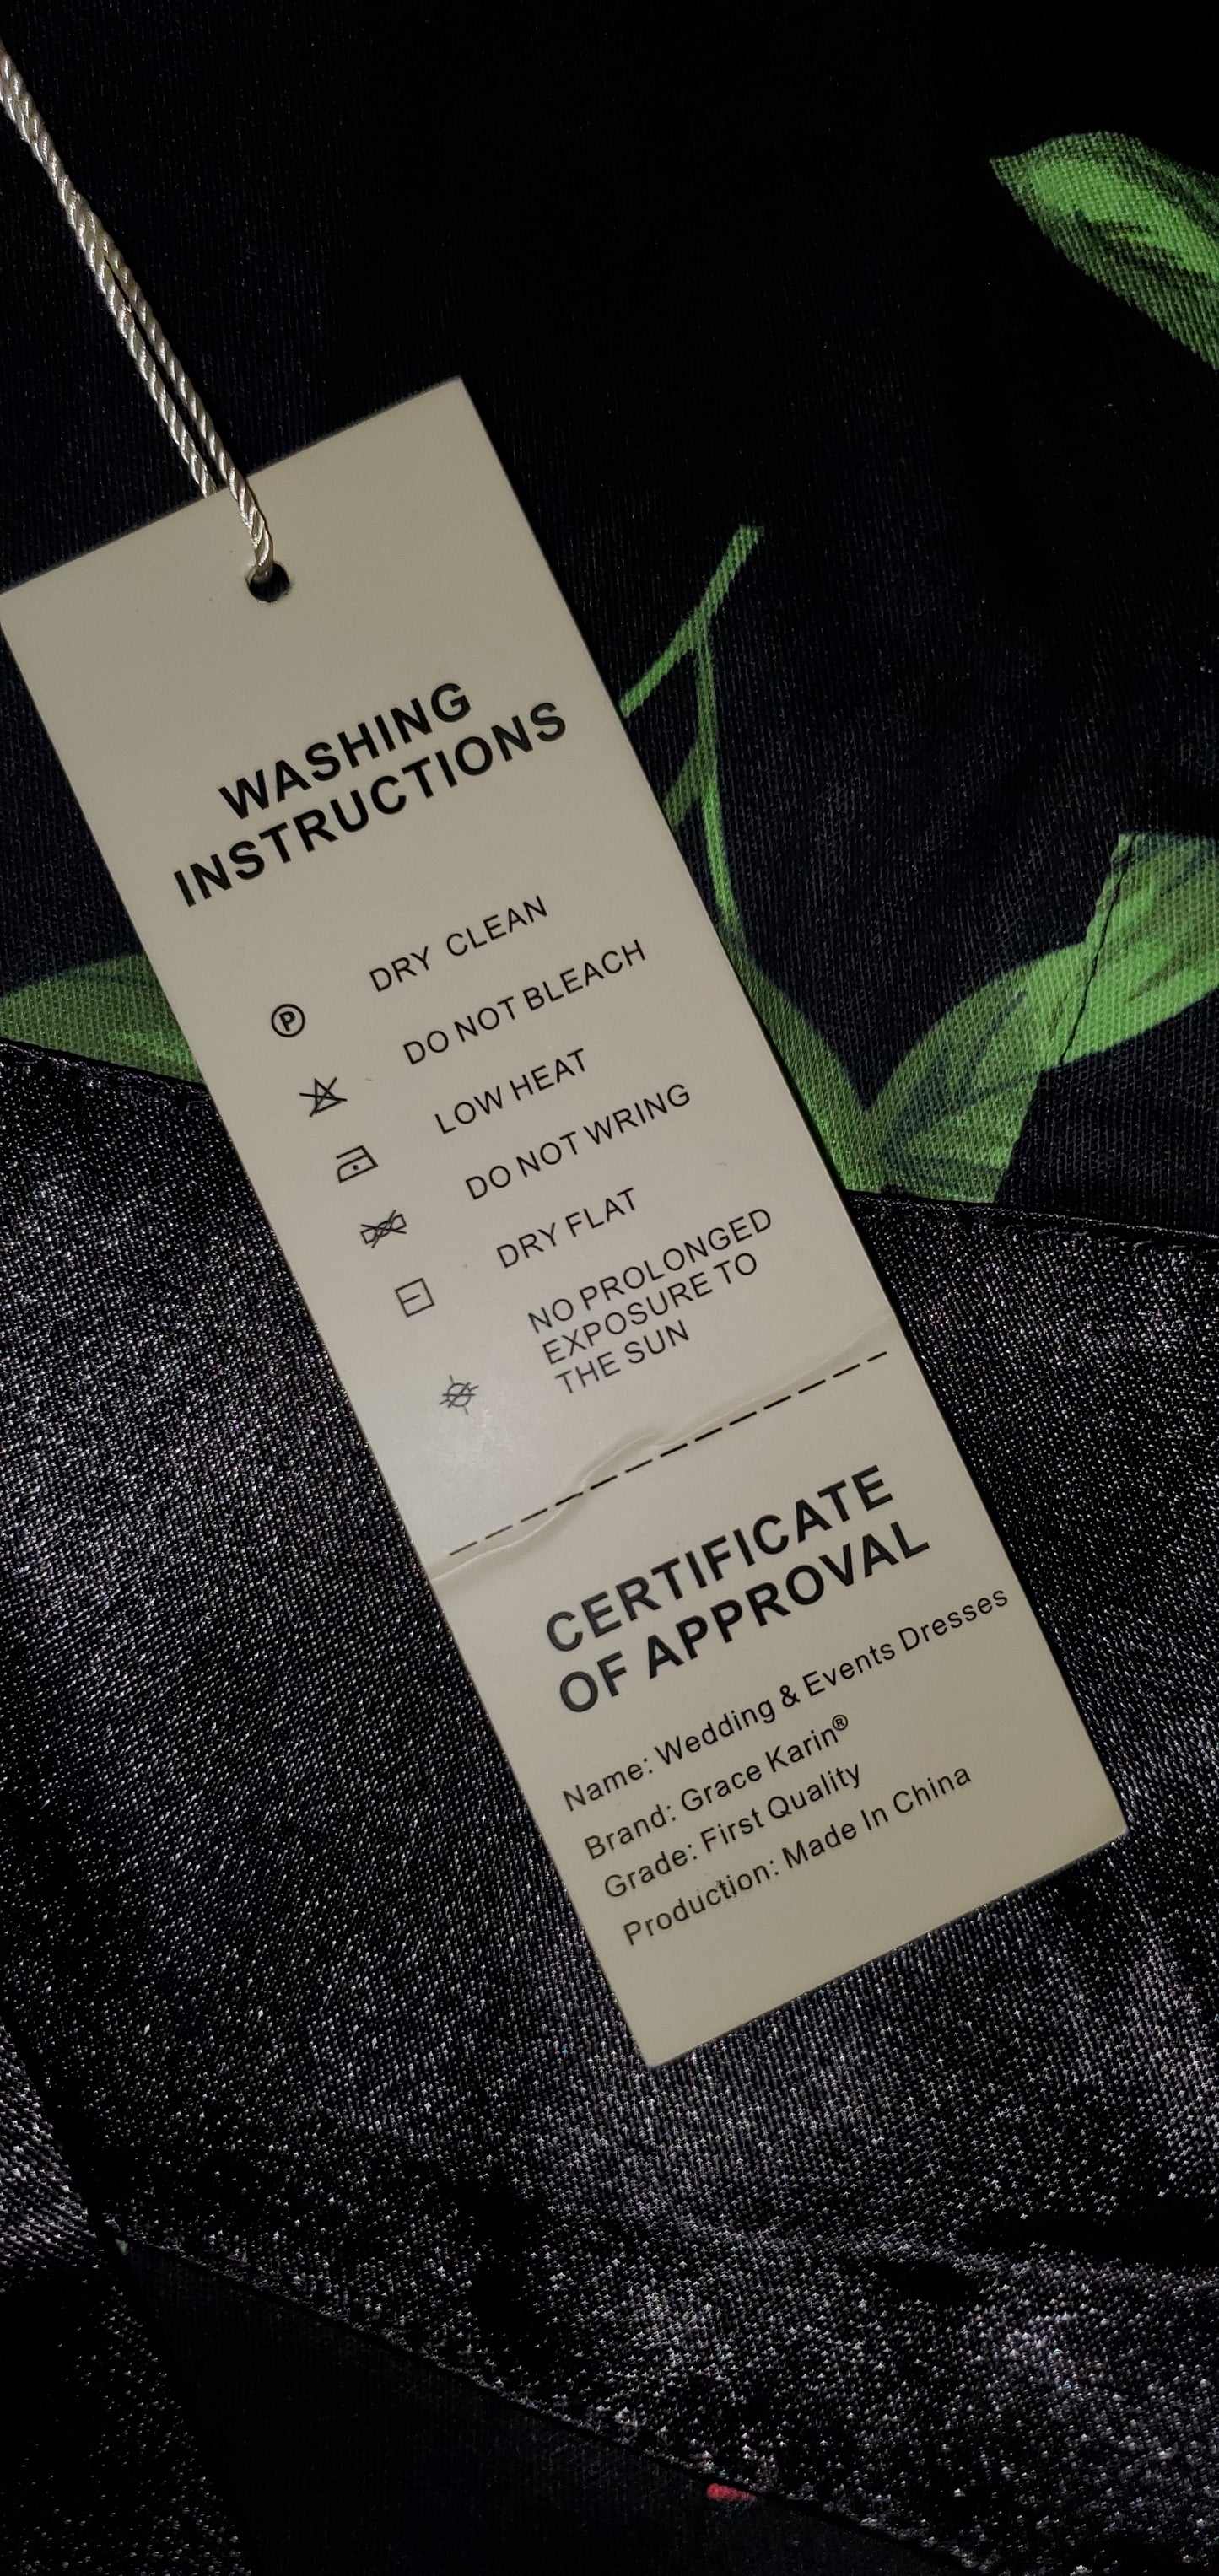 WASHING
INSTRUCTIONS
P DRY CLEAN
DO NOT BLEACH
LOW HEAT
DO NOT WRING
DRY FLAT
NO PROLONGED
EXPOSURE TO
THE SUN
CERTIFICATE
OF APPROVAL
Name: Wedding & Events Dresses
Brand: Grace Karin®
Grade: First Quality
Production: Made In China